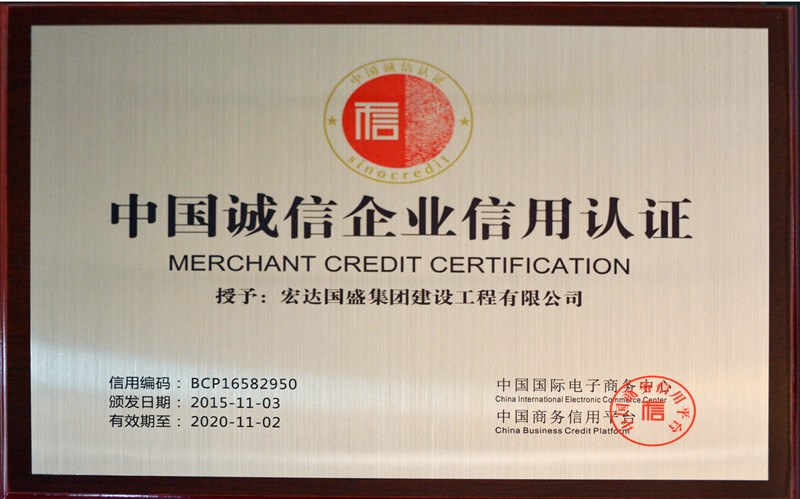 中国诚信认证
信
sinocredit
中国诚信企业信用认证
MERCHANT CREDIT CERTIFICATION
授予：宏达国盛集团建设工程有限公司
信用编码：BCP16582950
颁发日期：2015-11-03
有效期至：2020-11-02
中国国际电子商务中心
China International Electronic Commerce Center
中国商务信用平台
China Business Credit Platform
信